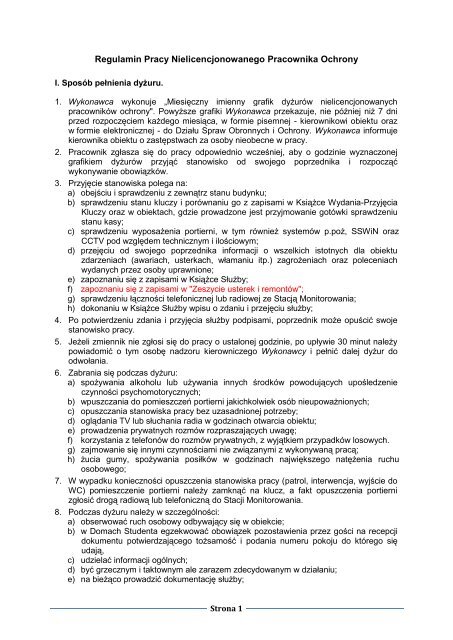 Regulamin Pracy Nielicencjonowanego Pracownika Ochrony
I. Sposób pełnienia dyżuru.
1. Wykonawca wykonuje „Miesięczny imienny grafik dyżurów nielicencjonowanych
pracowników ochrony". Powyższe grafiki Wykonawca przekazuje, nie później niż 7 dni
przed rozpoczęciem każdego miesiąca, w formie pisemnej - kierownikowi obiektu oraz
w formie elektronicznej - do Działu Spraw Obronnych i Ochrony. Wykonawca informuje
kierownika obiektu o zastępstwach za osoby nieobecne w pracy.
2. Pracownik zgłasza się do pracy odpowiednio wcześniej, aby o godzinie wyznaczonej
grafikiem dyżurów przyjąć stanowisko od swojego poprzednika i rozpocząć
wykonywanie obowiązków.
3. Przyjęcie stanowiska polega na:
a) obejściu i sprawdzeniu z zewnątrz stanu budynku;
b) sprawdzeniu stanu kluczy i porównaniu go z zapisami w Książce Wydania-Przyjęcia
Kluczy oraz w obiektach, gdzie prowadzone jest przyjmowanie gotówki sprawdzeniu
stanu kasy;
c) sprawdzeniu wyposażenia portierni, w tym również systemów p.poż, SSWiN oraz
CCTV pod względem technicznym i ilościowym;
d) przejęciu od swojego poprzednika informacji o wszelkich istotnych dla obiektu
zdarzeniach (awariach, usterkach, włamaniu itp.) zagrożeniach oraz poleceniach
wydanych przez osoby uprawnione;
e) zapoznaniu się z zapisami w Książce Służby;
f) zapoznaniu się z zapisami w "Zeszycie usterek i remontów";
g) sprawdzeniu łączności telefonicznej lub radiowej ze Stacją Monitorowania;
h) dokonaniu w Książce Służby wpisu o zdaniu i przejęciu służby;
4. Po potwierdzeniu zdania i przyjęcia służby podpisami, poprzednik może opuścić swoje
stanowisko pracy.
5. Jeżeli zmiennik nie zgłosi się do pracy o ustalonej godzinie, po upływie 30 minut należy
powiadomić o tym osobę nadzoru kierowniczego Wykonawcy i pełnić dalej dyżur do
odwołania.
6. Zabrania się podczas dyżuru:
a) spożywania alkoholu lub używania innych środków powodujących upośledzenie
czynności psychomotorycznych;
b) wpuszczania do pomieszczeń portierni jakichkolwiek osób nieupoważnionych;
c) opuszczania stanowiska pracy bez uzasadnionej potrzeby;
d) oglądania TV lub słuchania radia w godzinach otwarcia obiektu;
e) prowadzenia prywatnych rozmów rozpraszających uwagę;
f) korzystania z telefonów do rozmów prywatnych, z wyjątkiem przypadków losowych.
g) zajmowanie się innymi czynnościami nie związanymi z wykonywaną pracą;
h) żucia gumy, spożywania posiłków w godzinach największego natężenia ruchu
osobowego;
7. W wypadku konieczności opuszczenia stanowiska pracy (patrol, interwencja, wyjście do
WC) pomieszczenie portierni należy zamknąć na klucz, a fakt opuszczenia portierni
zgłosić drogą radiową lub telefoniczną do Stacji Monitorowania.
8. Podczas dyżuru należy w szczególności:
a) obserwować ruch osobowy odbywający się w obiekcie;
b) w Domach Studenta egzekwować obowiązek pozostawienia przez gości na recepcji
dokumentu potwierdzającego tożsamość i podania numeru pokoju do którego się
udają,
c) udzielać informacji ogólnych;
d) być grzecznym i taktownym ale zarazem zdecydowanym w działaniu;
e) na bieżąco prowadzić dokumentację służby;
Strona 1